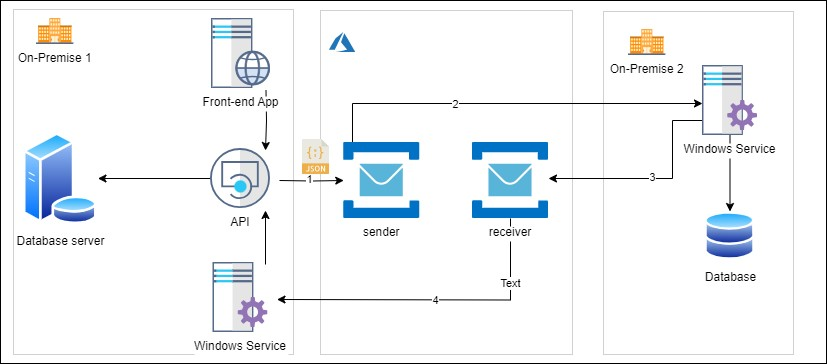 On-Premise 1
Front-end App
On-Premise 2
2
Windows Service
{;}
JSON
1
3
API
sender
receiver
Database server
Database
Text
4
Windows Service